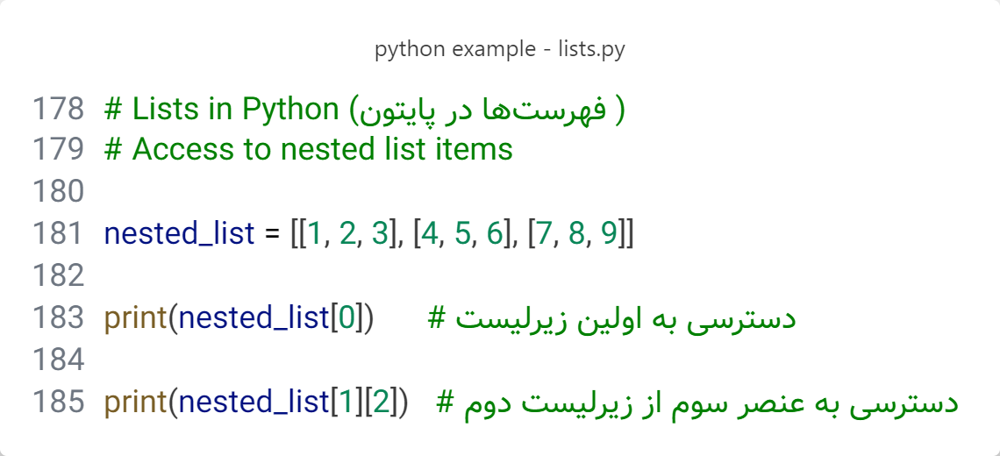 python example - lists.py
178 # Lists in Python (فهرست‌ها در پایتون )
179 # Access to nested list items
180
181 nested_list = [[1, 2, 3], [4, 5, 6], [7, 8, 9]]
182
183 print(nested_list[0]) # دسترسی به اولین زیرلیست
184
185 print(nested_list[1][2]) # دسترسی به عنصر سوم از زیرلیست دوم